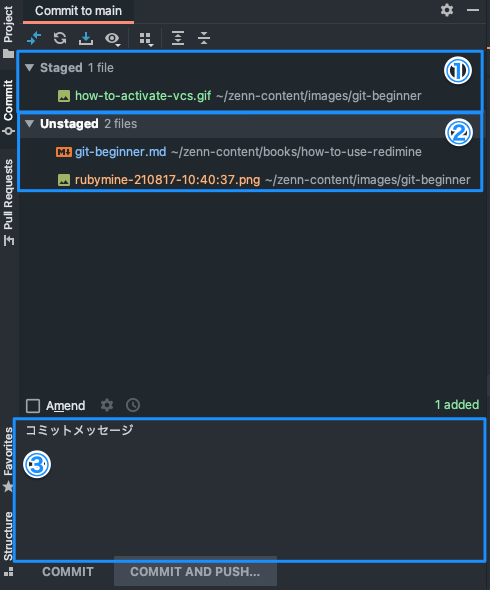 Project
Commit to main
Staged 1 file
①
how-to-activate-vcs.gif ~/zenn-content/images/git-beginner
Commit
Unstaged 2 files
②
git-beginner.md ~/zenn-content/books/how-to-use-redimine
rubymine-210817-10:40:37.png ~/zenn-content/images/git-beginner
Pull Requests
Amend
1 added
コミットメッセージ
③
Favorites
Structure
COMMIT
COMMIT AND PUSH...